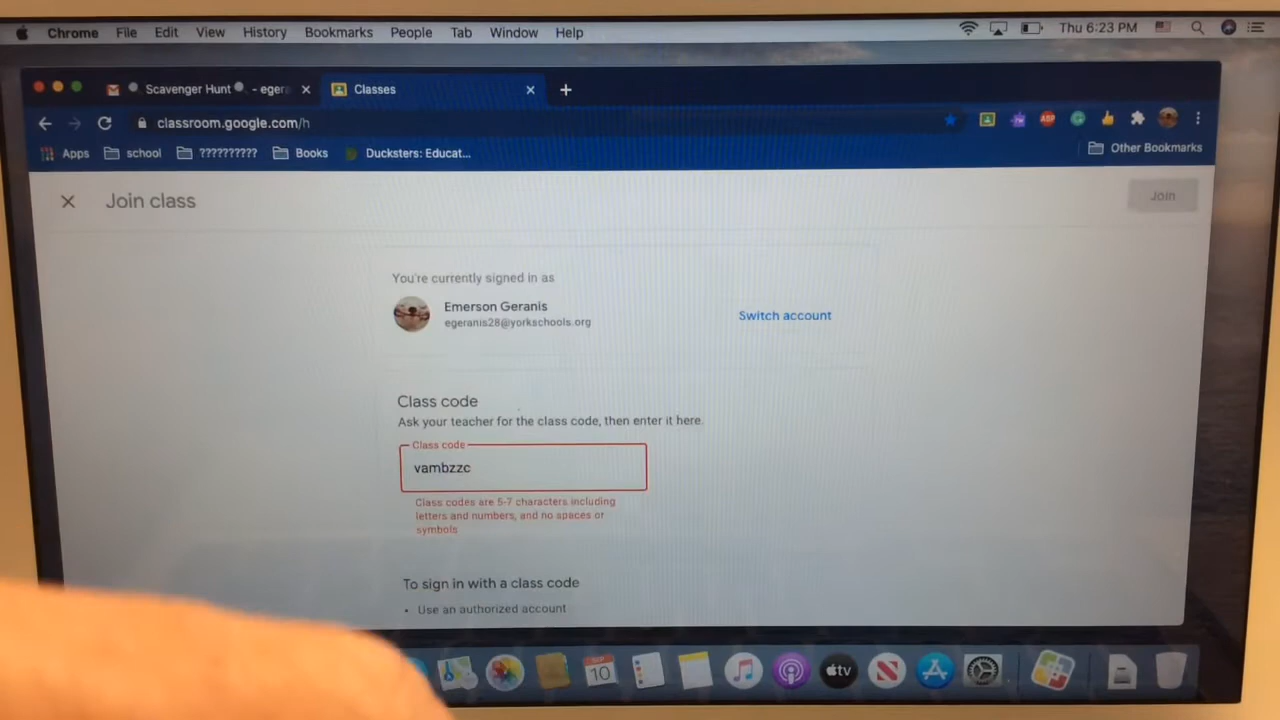 Chrome File Edit View History Bookmarks People Tab Window Help Thu 6:23 PM
Scavenger Hunt - eger
Classes
classroom.google.com/h
ABP
Apps school ?????????? Books Ducksters: Educat... Other Bookmarks
Join class
Join
You're currently signed in as
Emerson Geranis
egeranis28@yorkschools.org
Switch account
Class code
Ask your teacher for the class code, then enter it here.
Class code
vambzzc
Class codes are 5-7 characters including
letters and numbers, and no spaces or
symbols
To sign in with a class code
• Use an authorized account
SEP
10
tv